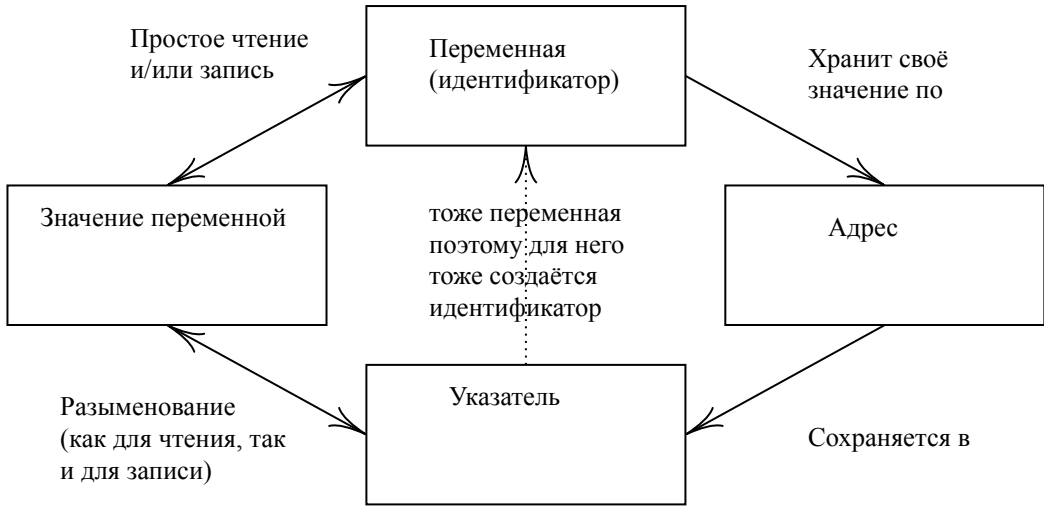 Простое чтение
и/или запись
Переменная
(идентификатор)
Хранит своё
значение по
Значение переменной
тоже переменная
поэтому для него
тоже создаётся
идентификатор
Адрес
Разыменование
(как для чтения, так
и для записи)
Указатель
Сохраняется в